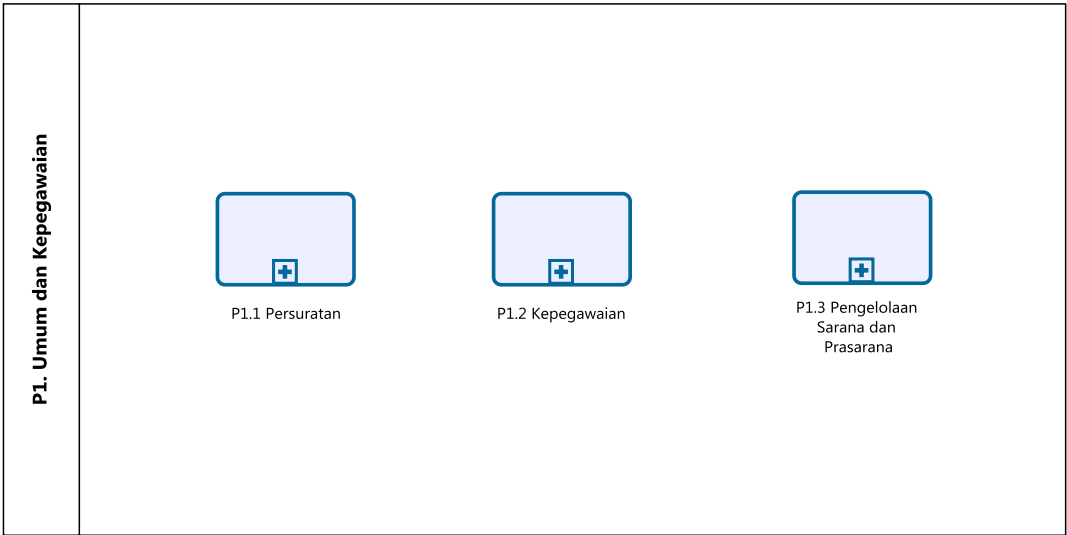 P1. Umum dan Kepegawaian
P1.1 Persuratan
P1.2 Kepegawaian
P1.3 Pengelolaan
Sarana dan
Prasarana